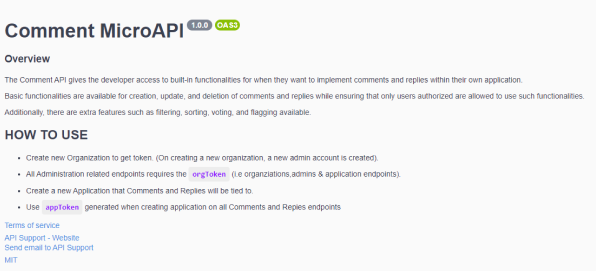 Comment MicroAPI 1.0.0 OAS3
Overview
The Comment API gives the developer access to built-in functionalities for when they want to implement comments and replies within their own application.
Basic functionalities are available for creation, update, and deletion of comments and replies while ensuring that only users authorized are allowed to use such functionalities.
Additionally, there are extra features such as filtering, sorting, voting, and flagging available.
HOW TO USE
• Create new Organization to get token. (On creating a new organization, a new admin account is created).
• All Administration related endpoints requires the orgToken (i.e organziations,admins & application endpoints).
• Create a new Application that Comments and Replies will be tied to.
• Use appToken generated when creating application on all Comments and Repies endpoints
Terms of service
API Support - Website
Send email to API Support
MIT